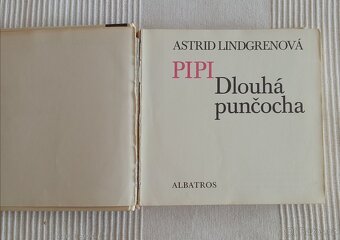 ASTRID LINDGRENOVÁ
PIPI
Dlouhá
punčocha
ALBATROS